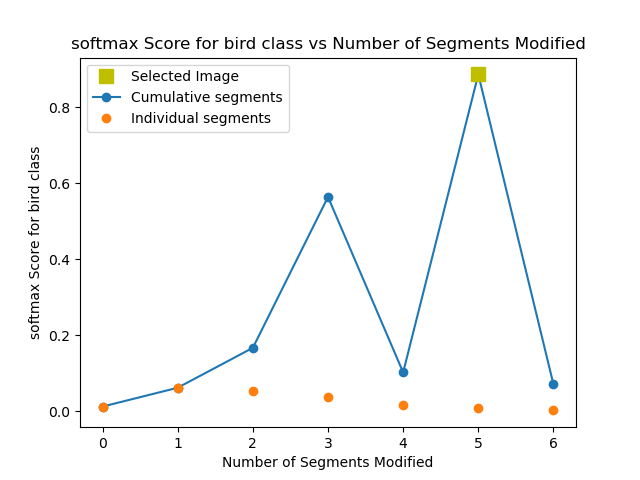 softmax Score for bird class vs Number of Segments Modified
Selected Image
Cumulative segments
Individual segments
softmax Score for bird class
0.8
0.6
0.4
0.2
0.0
0 1 2 3 4 5 6
Number of Segments Modified